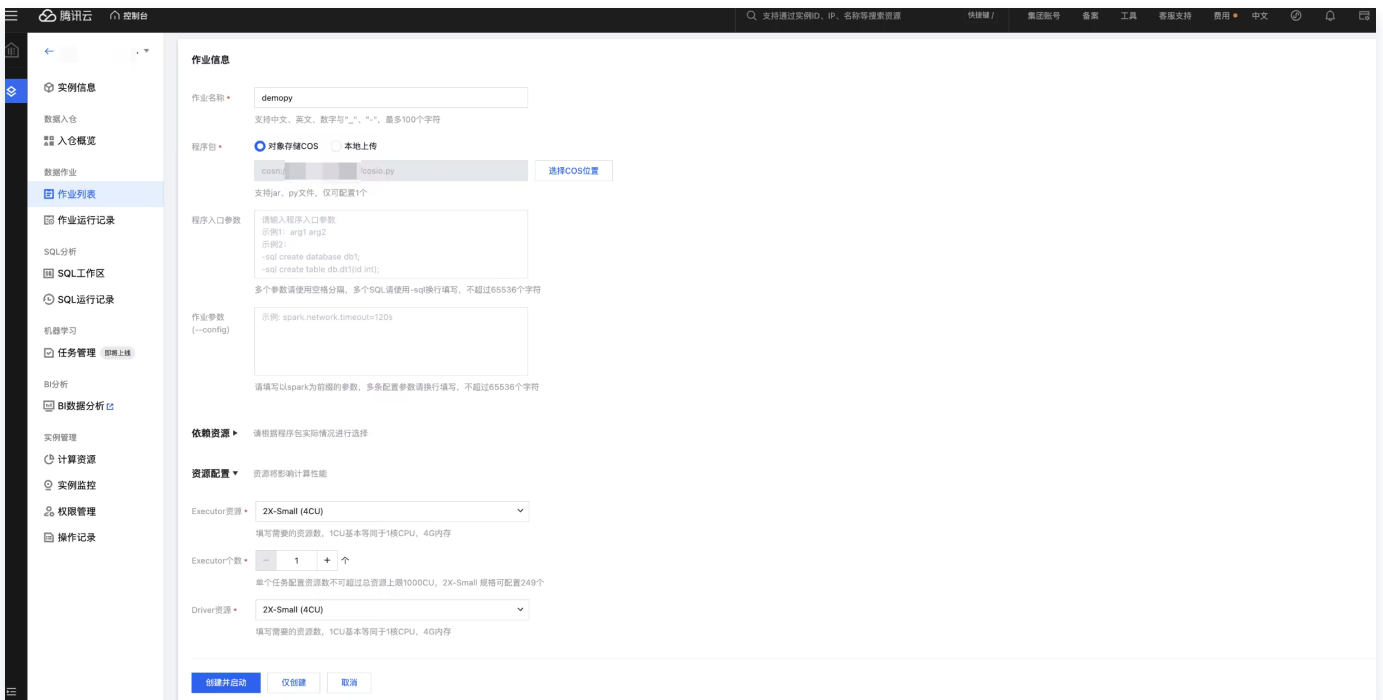 腾讯云 控制台 支持通过实例ID、IP、名称等搜索资源 快捷键 / 集团账号 备案 工具 客服支持 费用 中文
实例信息
数据入仓
入仓概览
数据作业
作业列表
作业运行记录
SQL分析
SQL工作区
SQL运行记录
机器学习
任务管理 即将上线
BI分析
BI数据分析
实例管理
计算资源
实例监控
权限管理
操作记录
作业信息
作业名称 * demopy
支持中文、英文、数字与"_"、"-"，最多100个字符
程序包 * 对象存储COS 本地上传
cosn:/ /cosio.py 选择COS位置
支持jar、py文件，仅可配置1个
程序入口参数 请输入程序入口参数
示例1：arg1 arg2
示例2：
-sql create database db1;
-sql create table db.dt1(id int);
多个参数请使用空格分隔，多个SQL请使用-sql换行填写，不超过65536个字符
作业参数
(--config)
示例: spark.network.timeout=120s
请填写以spark为前缀的参数，多条配置参数请换行填写，不超过65536个字符
依赖资源 ▸ 请根据程序包实际情况进行选择
资源配置 ▾ 资源将影响计算性能
Executor资源 * 2X-Small (4CU)
填写需要的资源数，1CU基本等同于1核CPU，4G内存
Executor个数 * − 1 + 个
单个任务配置资源数不可超过总资源上限1000CU，2X-Small 规格可配置249个
Driver资源 * 2X-Small (4CU)
填写需要的资源数，1CU基本等同于1核CPU，4G内存
创建并启动 仅创建 取消